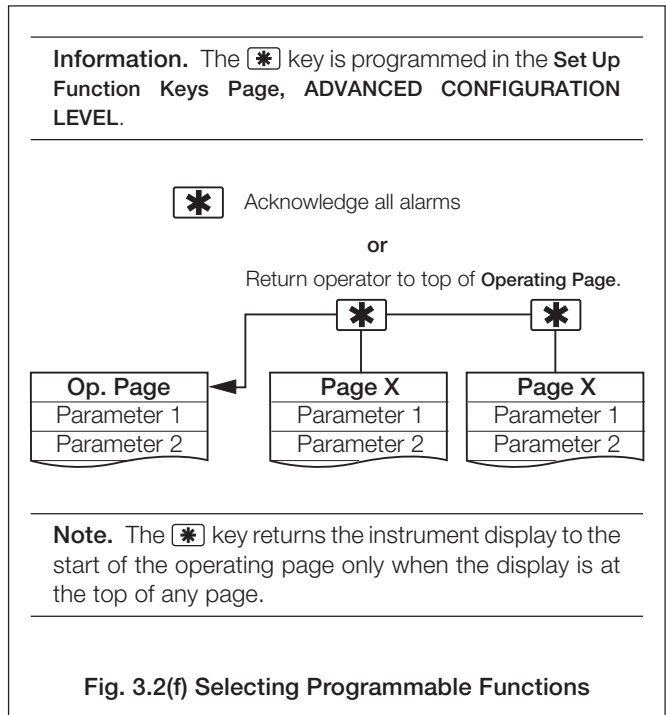 Information. The ✱ key is programmed in the Set Up
Function Keys Page, ADVANCED CONFIGURATION
LEVEL.
✱ Acknowledge all alarms
or
Return operator to top of Operating Page.
✱ ✱
Op. Page Page X Page X
Parameter 1 Parameter 1 Parameter 1
Parameter 2 Parameter 2 Parameter 2
Note. The ✱ key returns the instrument display to the
start of the operating page only when the display is at
the top of any page.
Fig. 3.2(f) Selecting Programmable Functions